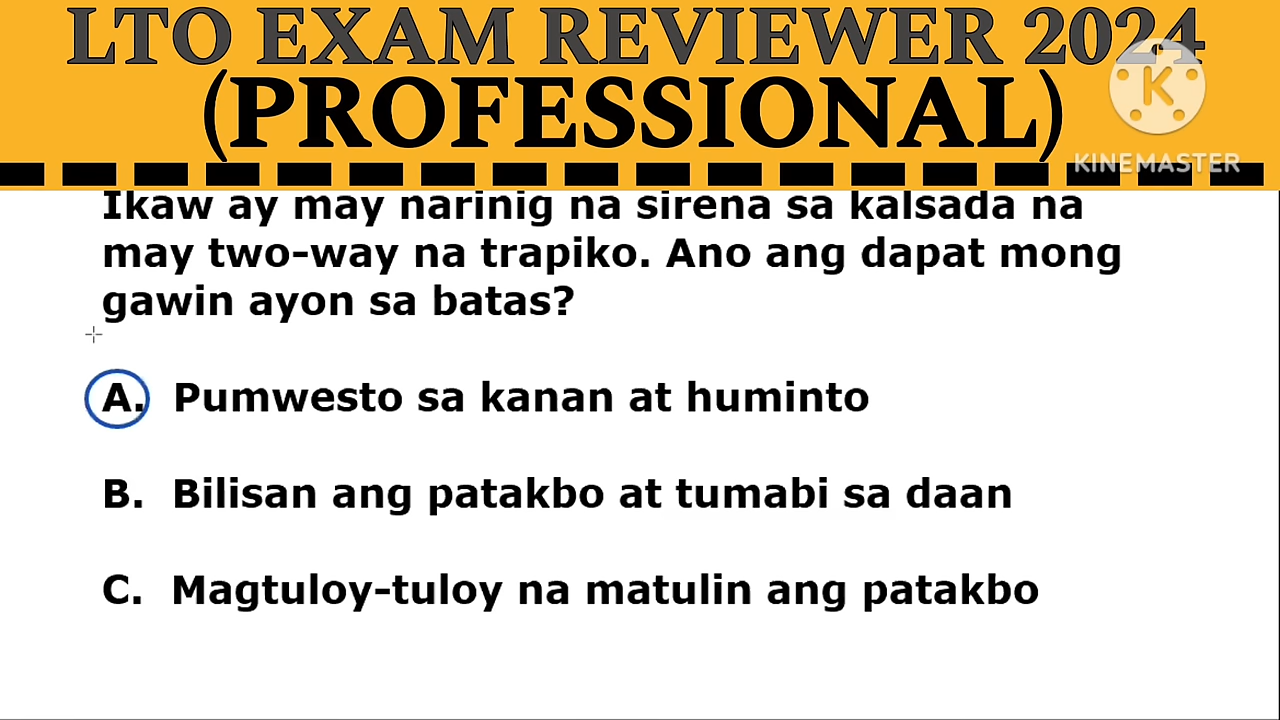 LTO EXAM REVIEWER 2024
(PROFESSIONAL)
K
KINEMASTER
Ikaw ay may narinig na sirena sa kalsada na
may two-way na trapiko. Ano ang dapat mong
gawin ayon sa batas?
A. Pumwesto sa kanan at huminto
B. Bilisan ang patakbo at tumabi sa daan
C. Magtuloy-tuloy na matulin ang patakbo